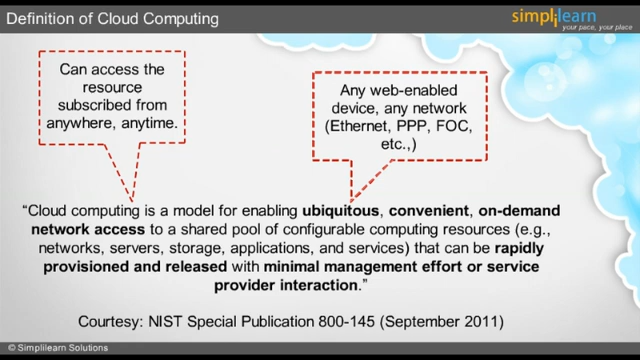 Definition of Cloud Computing
simplilearn
your pace, your place
Can access the
resource
subscribed from
anywhere, anytime.
Any web-enabled
device, any network
(Ethernet, PPP, FOC,
etc.,)
“Cloud computing is a model for enabling ubiquitous, convenient, on-demand
network access to a shared pool of configurable computing resources (e.g.,
networks, servers, storage, applications, and services) that can be rapidly
provisioned and released with minimal management effort or service
provider interaction.”
Courtesy: NIST Special Publication 800-145 (September 2011)
© Simplilearn Solutions